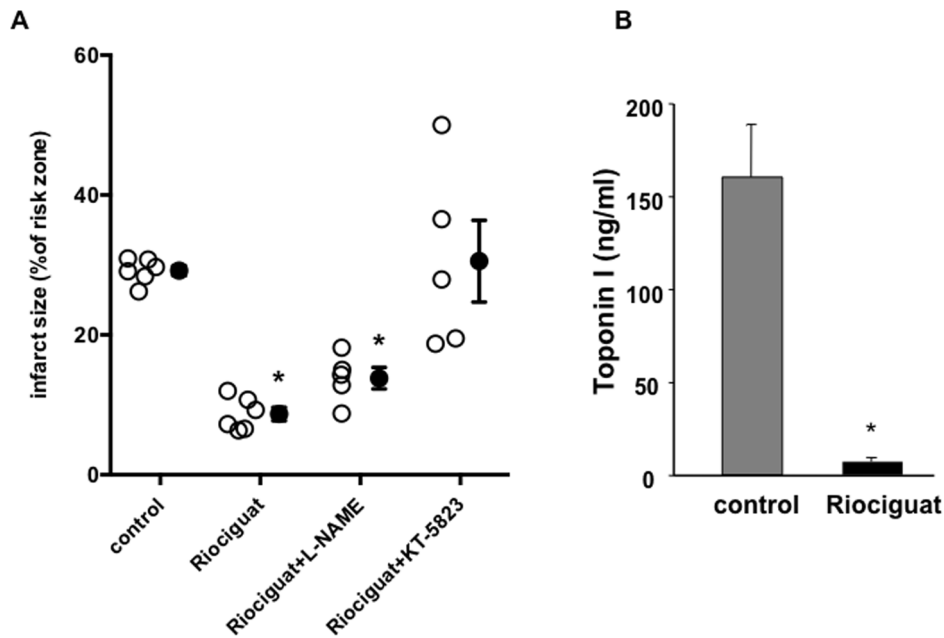 A
B
60
40
20
0
infarct size (%of risk zone)
*
*
control
Riociguat
Riociguat+L-NAME
Riociguat+KT-5823
200
150
100
50
0
Toponin I (ng/ml)
*
control
Riociguat